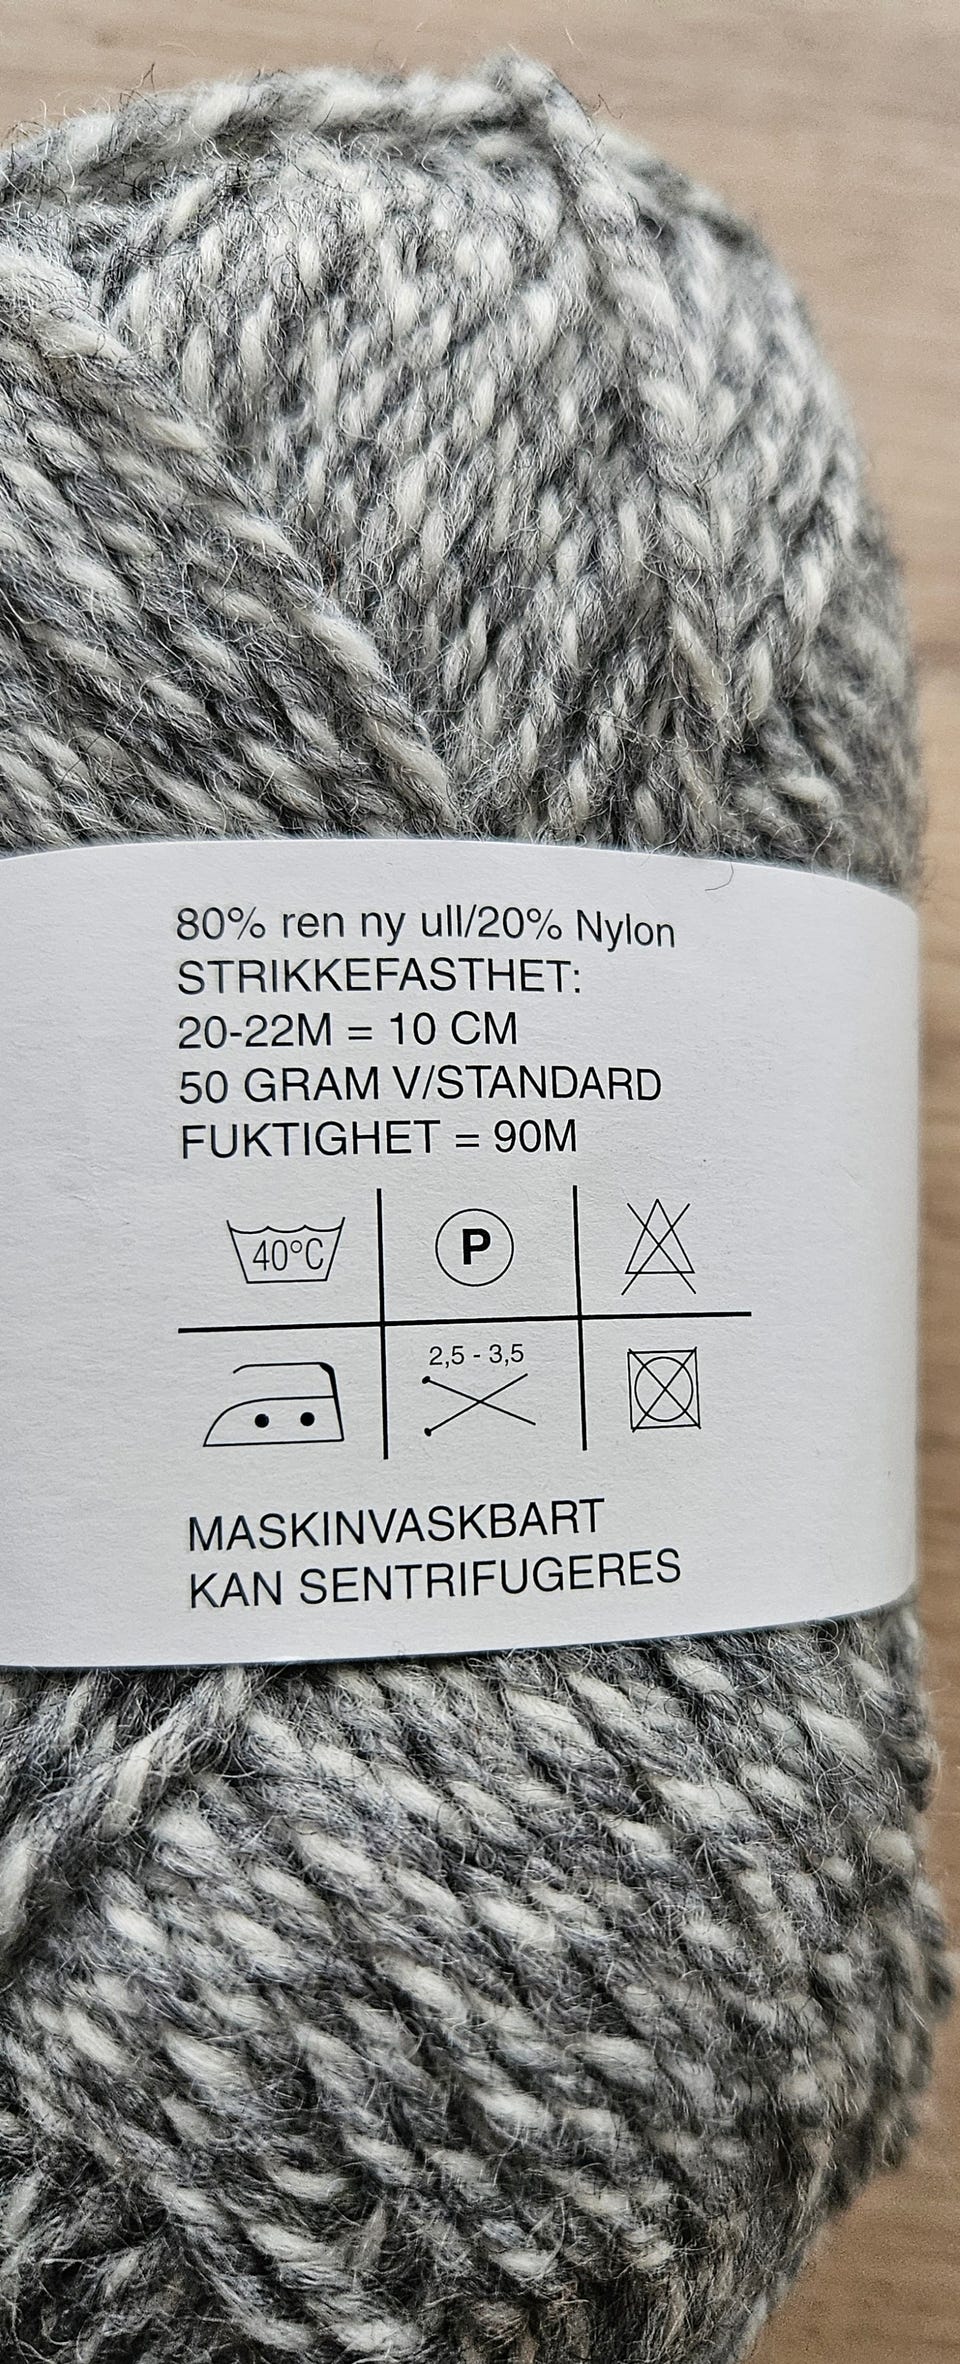 80% ren ny ull/20% Nylon
STRIKKEFASTHET:
20-22M = 10 CM
50 GRAM V/STANDARD
FUKTIGHET = 90M
40°C
P
2,5 - 3,5
MASKINVASKBART
KAN SENTRIFUGERES